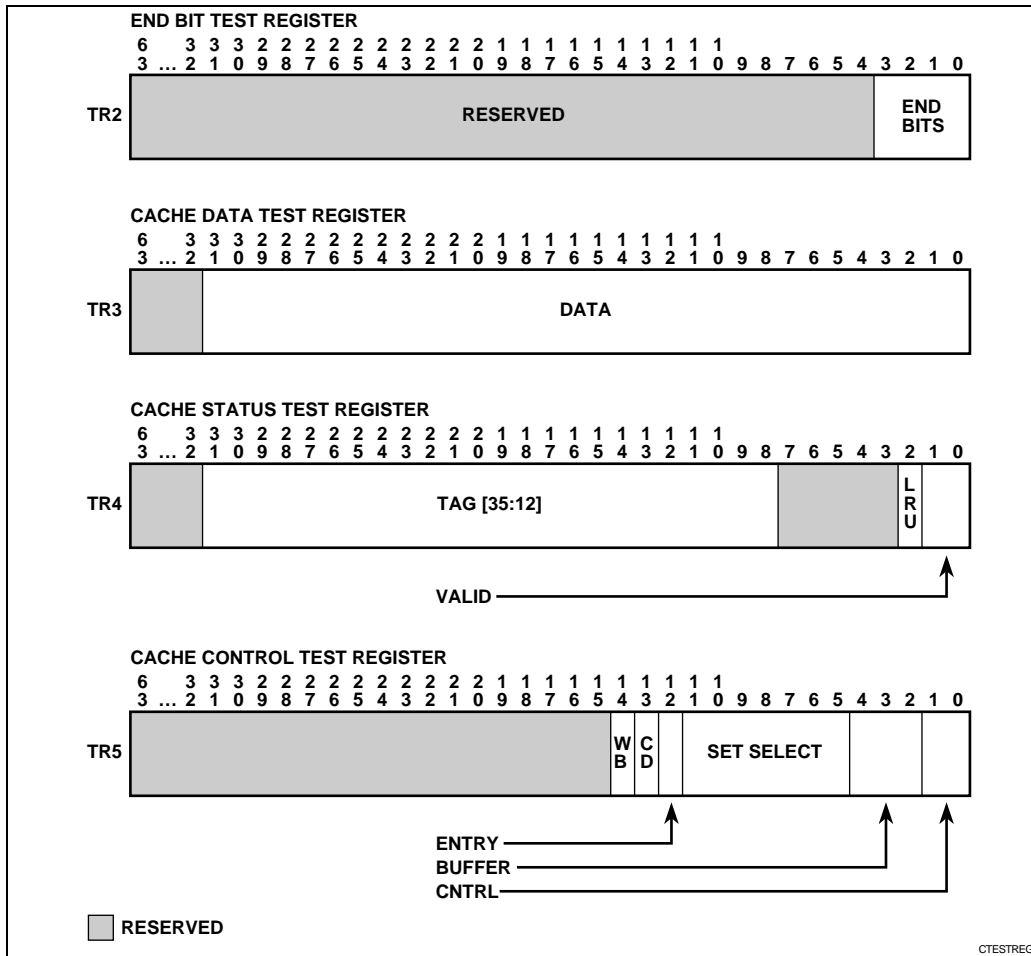 END BIT TEST REGISTER
6 3 3 3 2 2 2 2 2 2 2 2 2 2 1 1 1 1 1 1 1 1 1 1
3 ... 2 1 0 9 8 7 6 5 4 3 2 1 0 9 8 7 6 5 4 3 2 1 0 9 8 7 6 5 4 3 2 1 0
TR2 RESERVED END
BITS
CACHE DATA TEST REGISTER
6 3 3 3 2 2 2 2 2 2 2 2 2 2 1 1 1 1 1 1 1 1 1 1
3 ... 2 1 0 9 8 7 6 5 4 3 2 1 0 9 8 7 6 5 4 3 2 1 0 9 8 7 6 5 4 3 2 1 0
TR3 DATA
CACHE STATUS TEST REGISTER
6 3 3 3 2 2 2 2 2 2 2 2 2 2 1 1 1 1 1 1 1 1 1 1
3 ... 2 1 0 9 8 7 6 5 4 3 2 1 0 9 8 7 6 5 4 3 2 1 0 9 8 7 6 5 4 3 2 1 0
TR4 TAG [35:12] LRU
VALID
CACHE CONTROL TEST REGISTER
6 3 3 3 2 2 2 2 2 2 2 2 2 2 1 1 1 1 1 1 1 1 1 1
3 ... 2 1 0 9 8 7 6 5 4 3 2 1 0 9 8 7 6 5 4 3 2 1 0 9 8 7 6 5 4 3 2 1 0
TR5 WB CD SET SELECT
ENTRY
BUFFER
CNTRL
RESERVED
CTESTREG